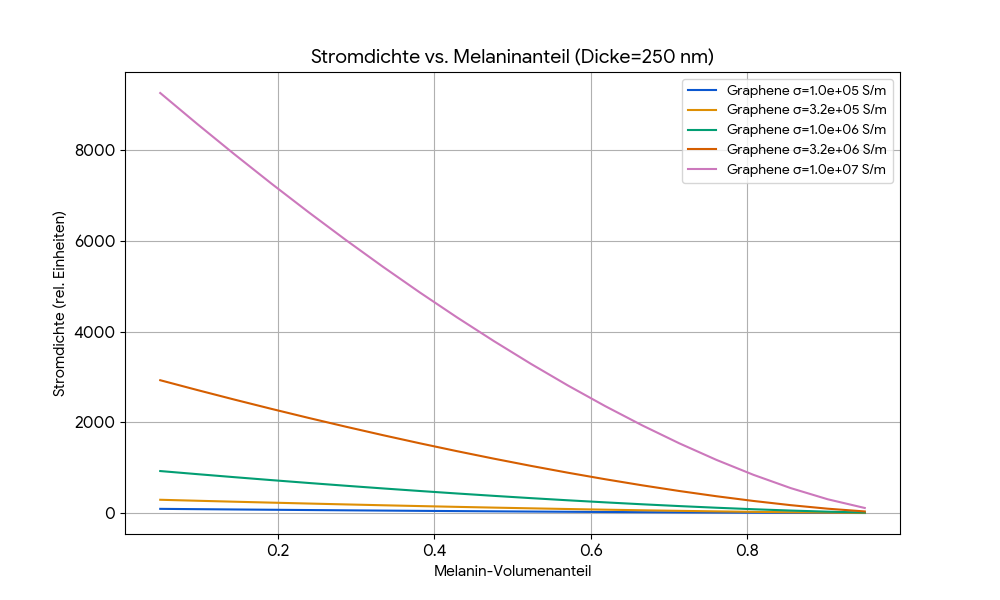 Stromdichte vs. Melaninanteil (Dicke=250 nm)
Graphene σ=1.0e+05 S/m
Graphene σ=3.2e+05 S/m
Graphene σ=1.0e+06 S/m
Graphene σ=3.2e+06 S/m
Graphene σ=1.0e+07 S/m
Stromdichte (rel. Einheiten)
8000
6000
4000
2000
0
0.2 0.4 0.6 0.8
Melanin-Volumenanteil